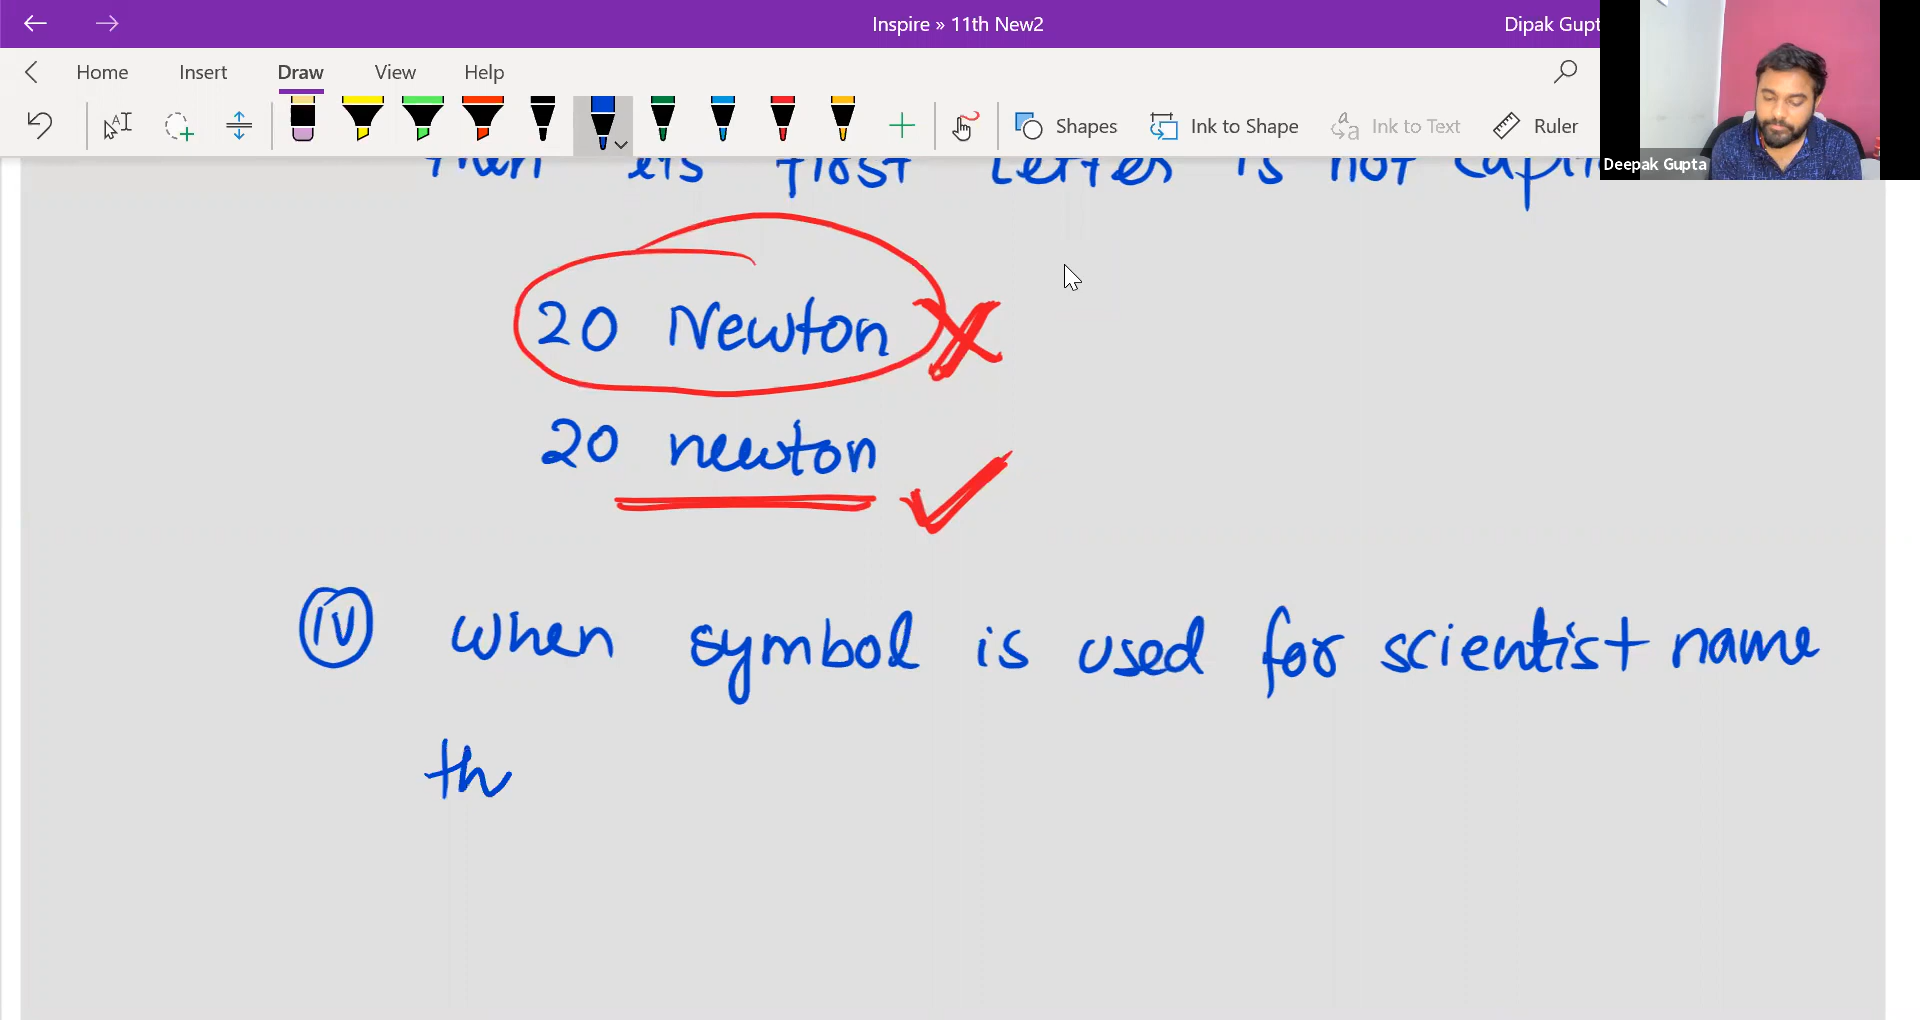 Inspire » 11th New2
Dipak Gupt
Home Insert Draw View Help
Shapes Ink to Shape Ink to Text Ruler
Deepak Gupta
then its first letter is not
20 Newton
20 newton
iv when symbol is used for scientist name
th